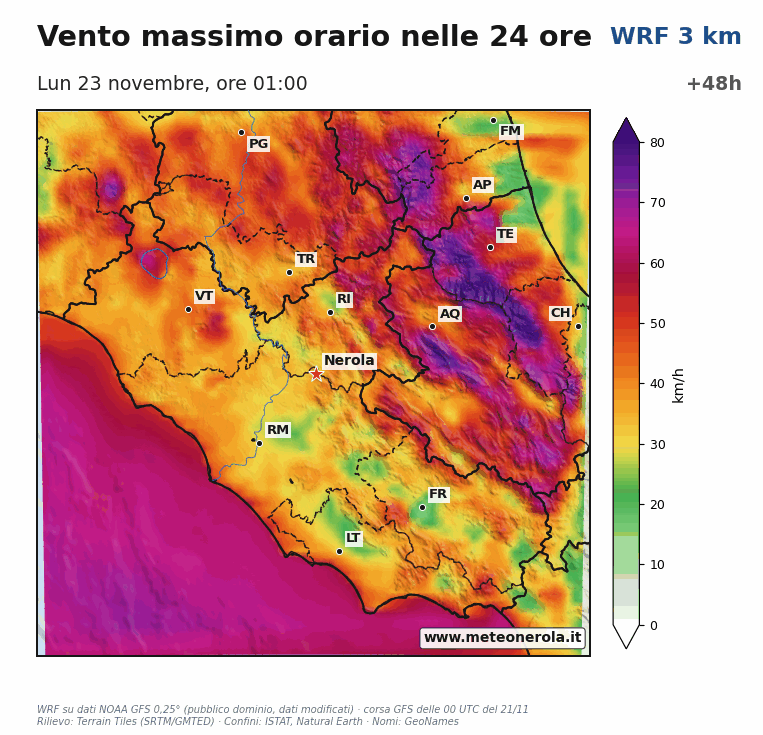 Vento massimo orario nelle 24 ore WRF 3 km
Lun 23 novembre, ore 01:00 +48h
FM
PG
AP
TE
TR
VT
RI
AQ
CH
Nerola
RM
FR
LT
www.meteonerola.it
80
70
60
50
40
30
20
10
0
km/h
WRF su dati NOAA GFS 0,25° (pubblico dominio, dati modificati) · corsa GFS delle 00 UTC del 21/11
Rilievo: Terrain Tiles (SRTM/GMTED) · Confini: ISTAT, Natural Earth · Nomi: GeoNames